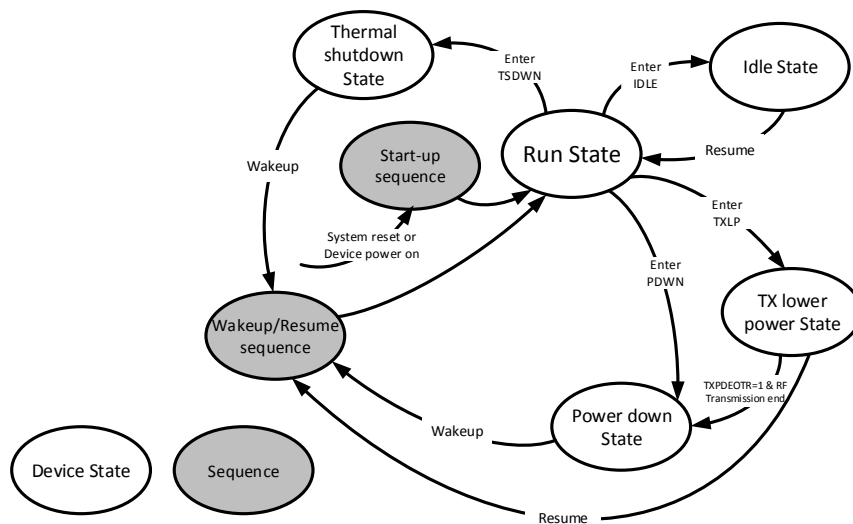 Thermal
shutdown
State
Enter
TSDWN
Enter
IDLE
Idle State
Run State
Resume
Wakeup
Start-up
sequence
Enter
TXLP
System reset or
Device power on
Enter
PDWN
TX lower
power State
Wakeup/Resume
sequence
TXPDEOTR=1 & RF
Transmission end
Power down
State
Wakeup
Device State
Sequence
Resume